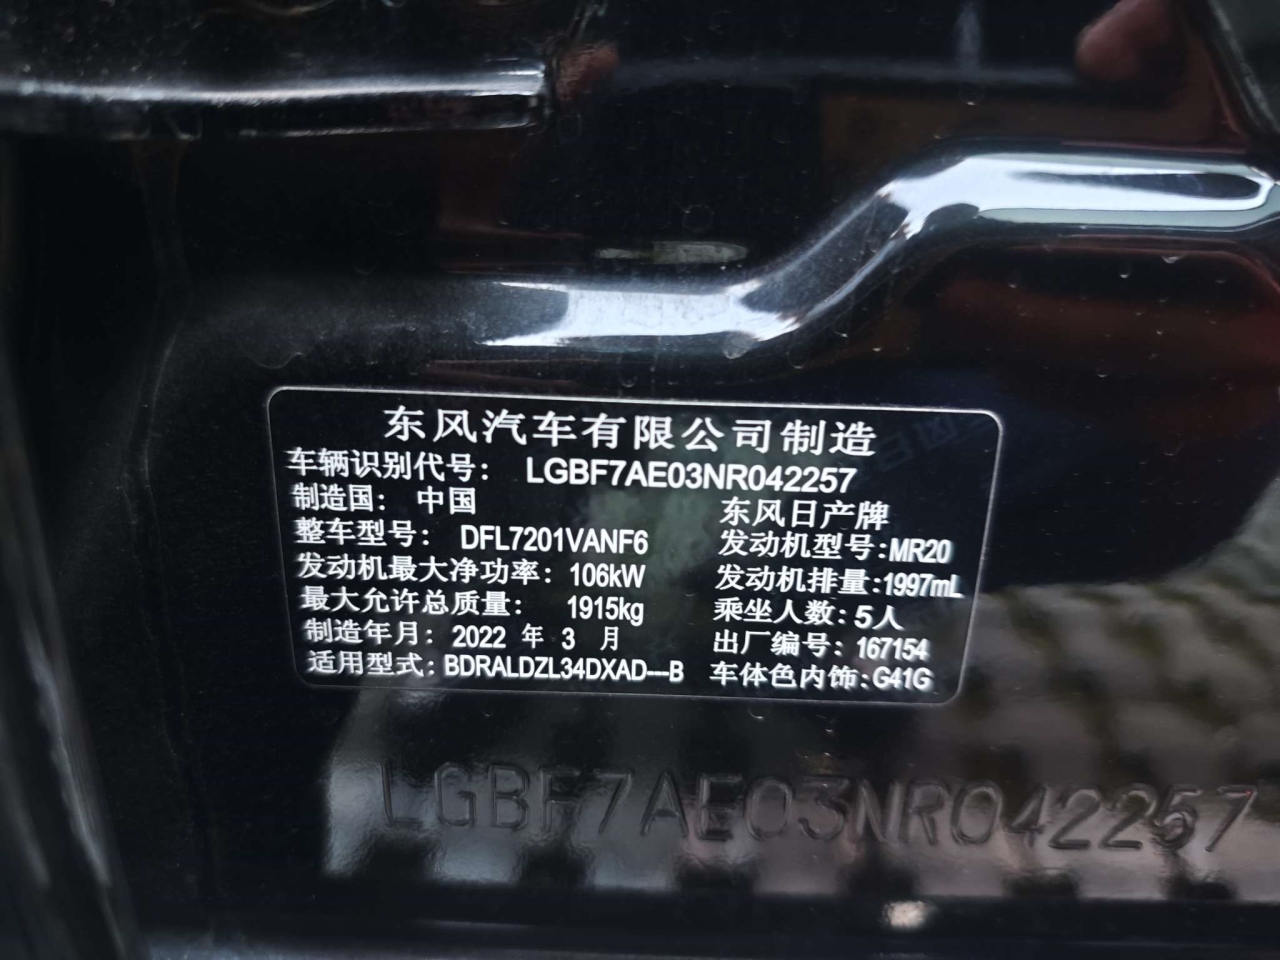 东风汽车有限公司制造
车辆识别代号： LGBF7AE03NR042257
制造国： 中国 东风日产牌
整车型号： DFL7201VANF6 发动机型号：MR20
发动机最大净功率：106kW 发动机排量：1997mL
最大允许总质量： 1915kg 乘坐人数：5人
制造年月：2022 年 3 月 出厂编号：167154
适用型式：BDRALDZL34DXAD---B 车体色内饰：G41G
LGBF7AE03NR042257